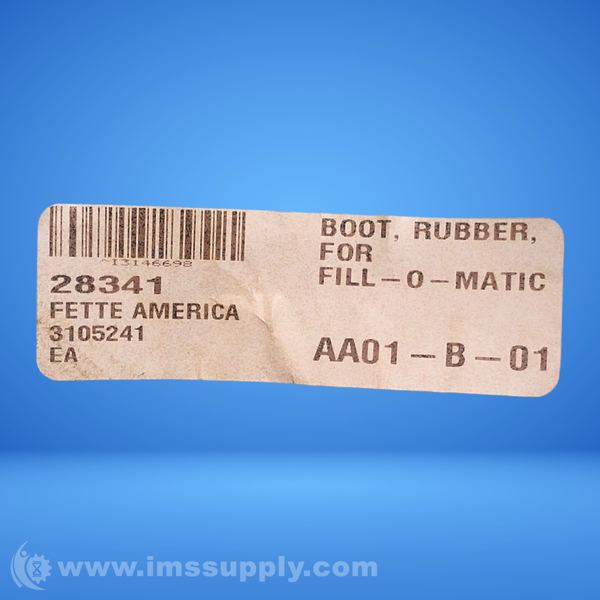 ^I3146698
28341
FETTE AMERICA
3105241
EA
BOOT, RUBBER,
FOR
FILL-O-MATIC
AA01-B-01
www.imssupply.com